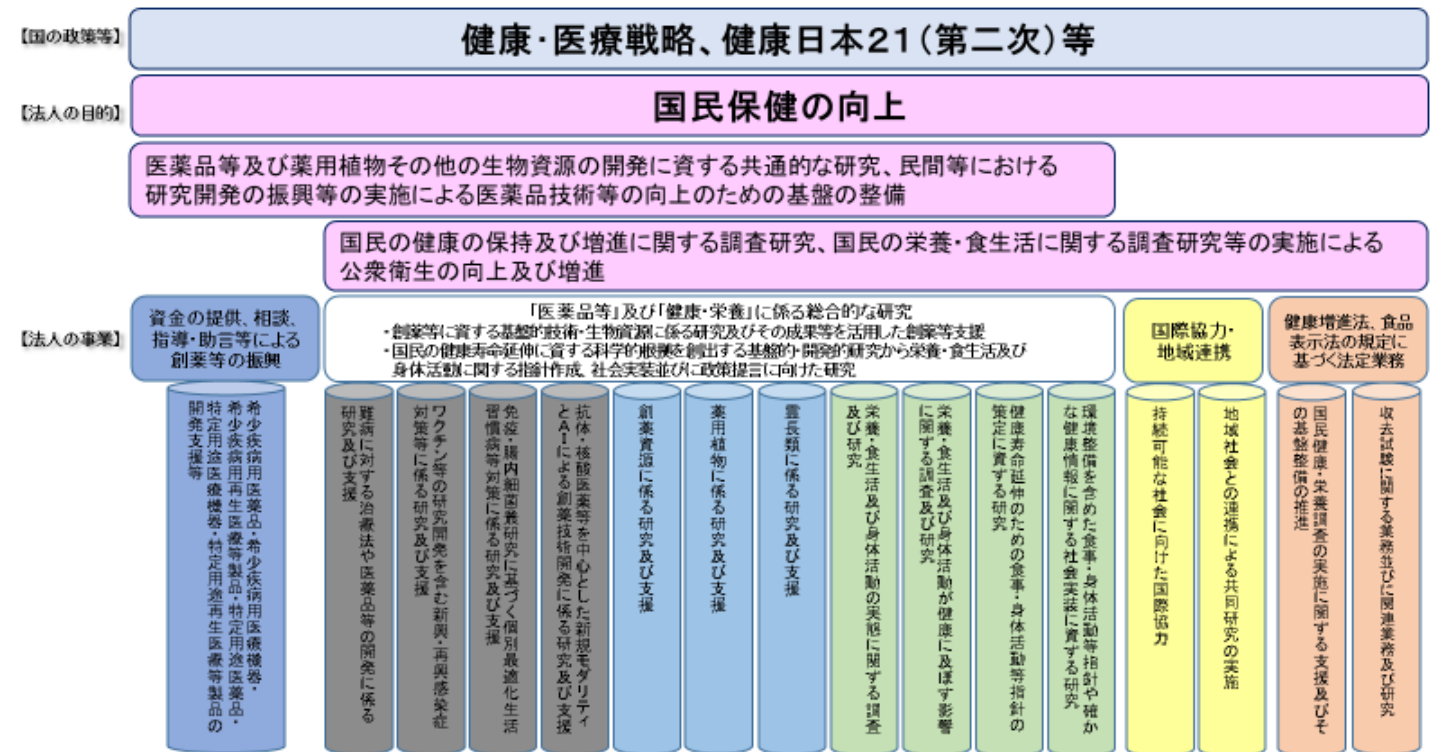 【国の政策等】
健康・医療戦略、健康日本21(第二次)等
【法人の目的】
国民保健の向上
医薬品等及び薬用植物その他の生物資源の開発に資する共通的な研究、民間等における
研究開発の振興等の実施による医薬品技術等の向上のための基盤の整備
国民の健康の保持及び増進に関する調査研究、国民の栄養・食生活に関する調査研究等の実施による
公衆衛生の向上及び増進
【法人の事業】
資金の提供、相談、
指導・助言等による
創薬等の振興
「医薬品等」及び「健康・栄養」に係る総合的な研究
・創薬等に資する基盤的技術・生物資源に係る研究及びその成果等を活用した創薬等支援
・国民の健康寿命延伸に資する科学的根拠を創出する基盤的・開発的研究から栄養・食生活及び
身体活動に関する指針作成、社会実装並びに政策提言に向けた研究
国際協力・
地域連携
健康増進法、食品
表示法の規定に
基づく法定業務
希少疾病用医薬品・希少疾病用医療機器・
希少疾病用再生医療等製品・特定用途医薬品・
特定用途医療機器・特定用途再生医療等製品の
開発支援等
難病に対する治療法や医薬品等の開発に係る
研究及び支援
ワクチン等の研究開発を含む新興・再興感染症
対策等に係る研究及び支援
免疫・腸内細菌叢研究に基づく個別最適化生活
習慣病等対策に係る研究及び支援
抗体・核酸医薬等を中心とした新規モダリティ
とAIによる創薬技術開発に係る研究及び支援
創薬資源に係る研究及び支援
薬用植物に係る研究及び支援
霊長類に係る研究及び支援
栄養・食生活及び身体活動の実態に関する調査
及び研究
栄養・食生活及び身体活動が健康に及ぼす影響
に関する調査及び研究
健康寿命延伸のための食事・身体活動等指針の
策定に資する研究
環境整備を含めた食事・身体活動等指針や確か
な健康情報に関する社会実装に資する研究
持続可能な社会に向けた国際協力
地域社会との連携による共同研究の実施
国民健康・栄養調査の実施に関する支援及びそ
の基盤整備の推進
収去試験に関する業務並びに関連業務及び研究